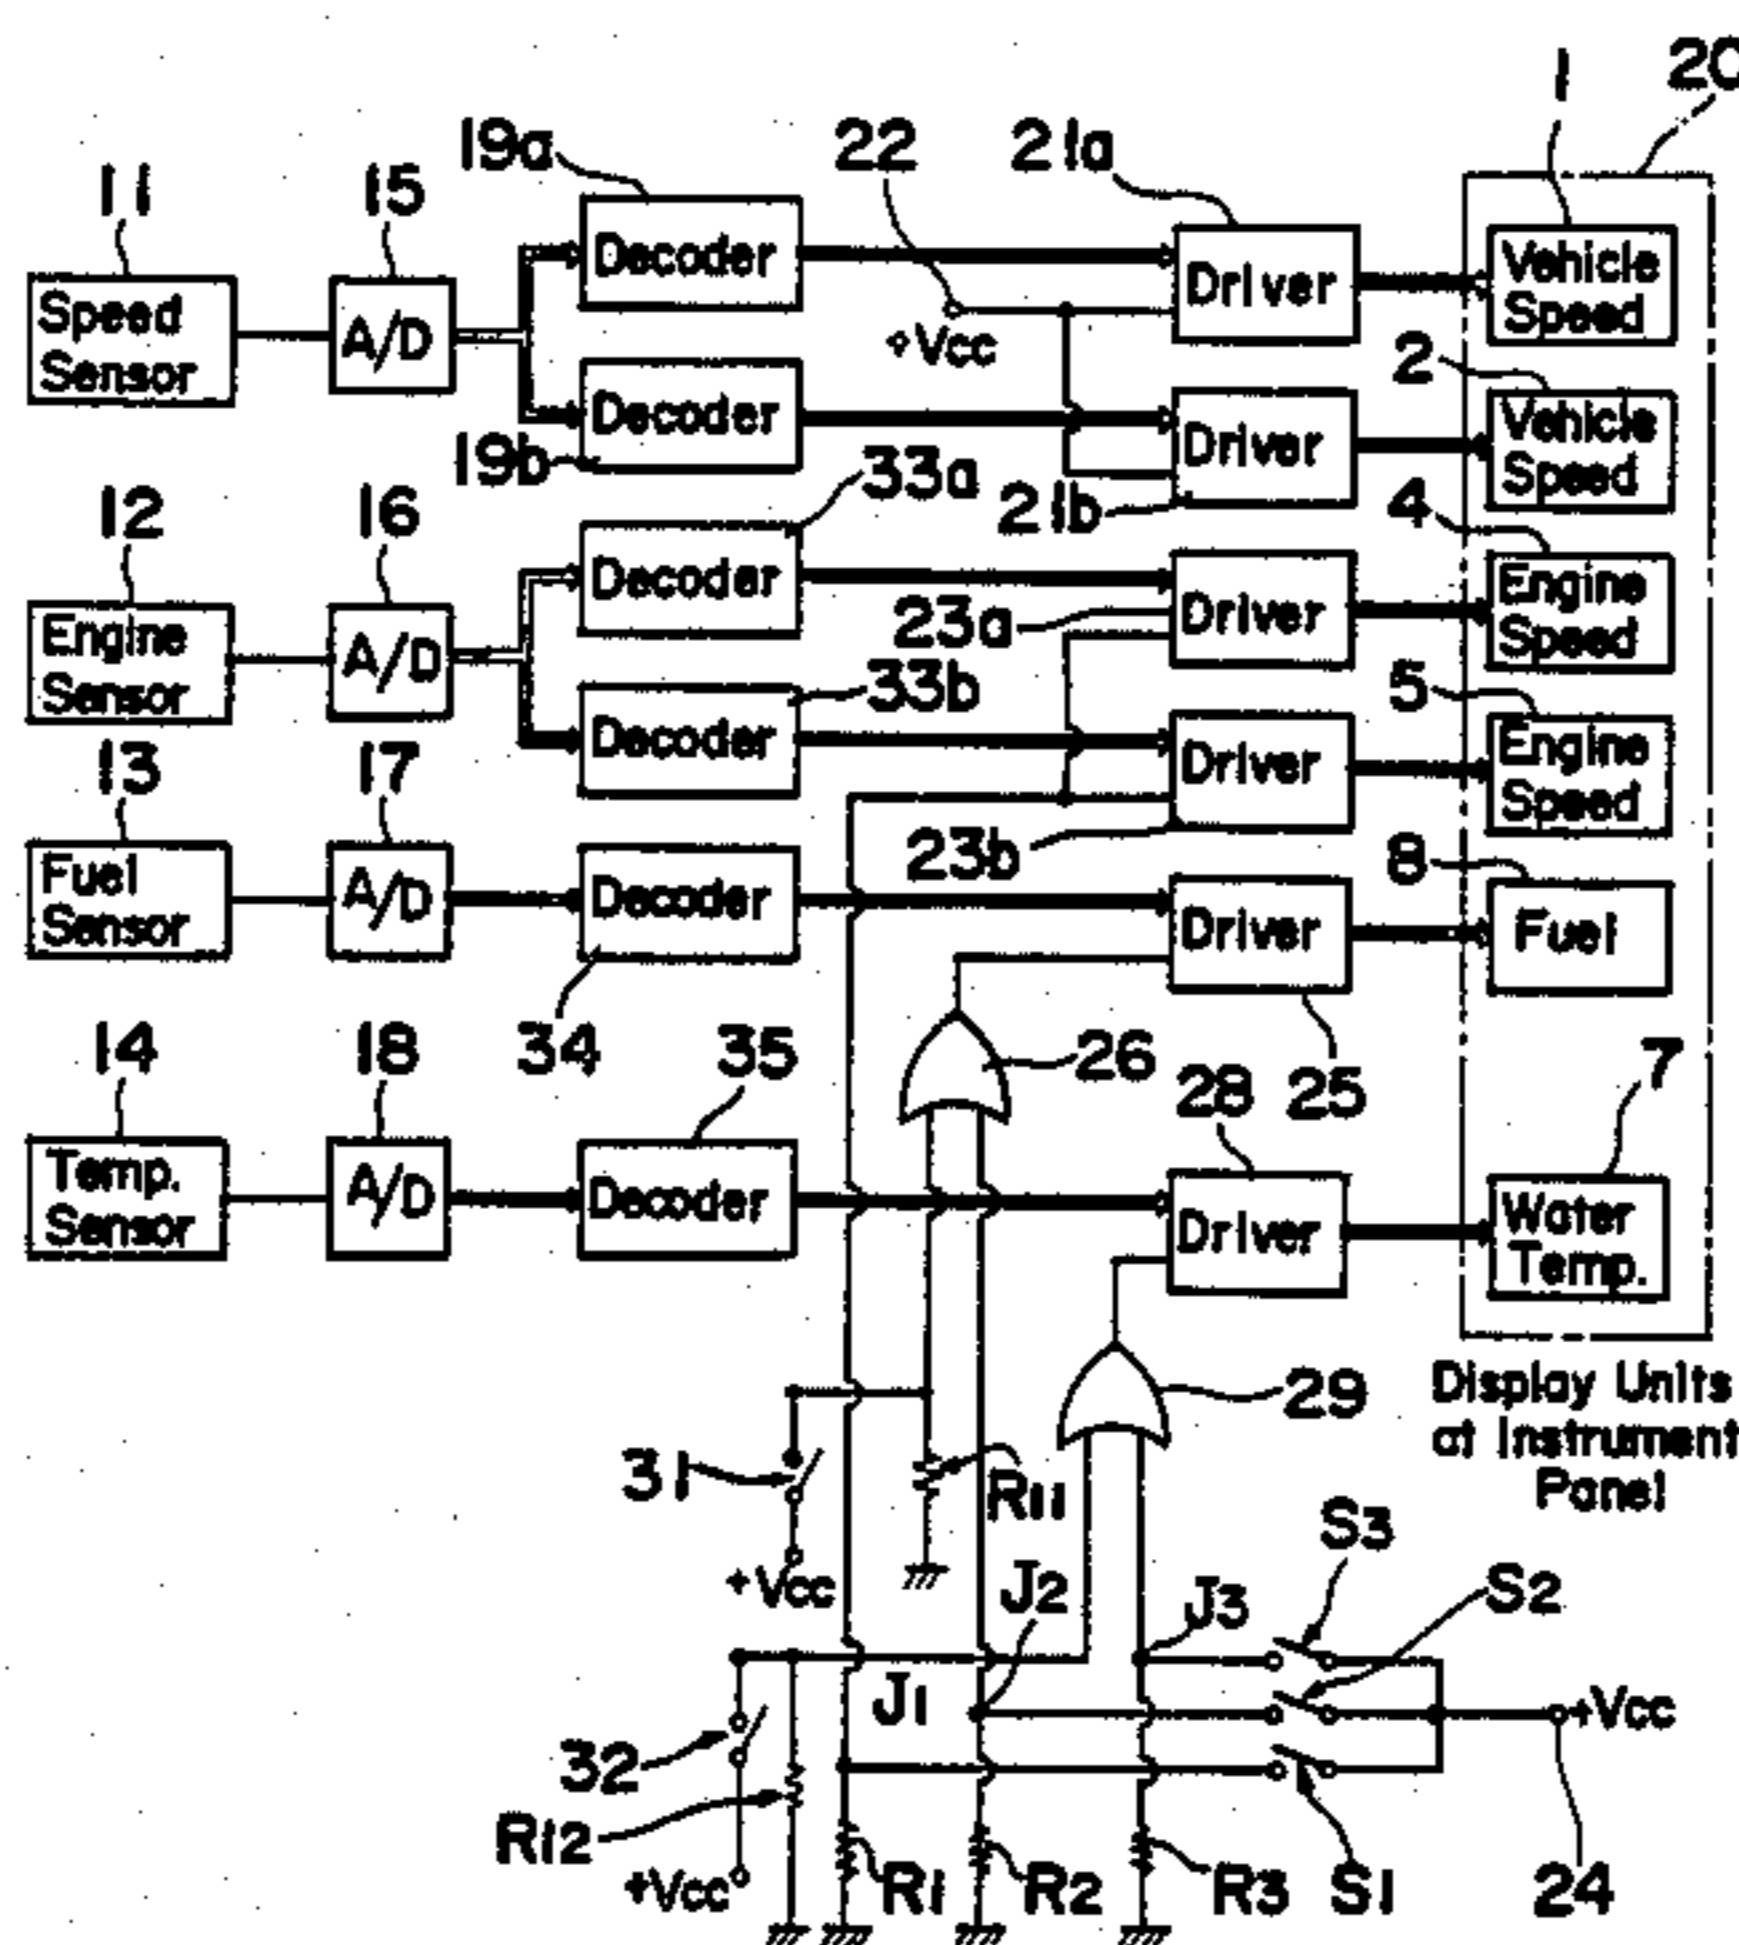 1
20
19a
22
21a
11
15
Speed
Sensor
A/D
Decoder
Driver
Vehicle
Speed
+Vcc
2
Decoder
19b
33a
Driver
21b
Vehicle
Speed
4
12
16
Engine
Sensor
A/D
Decoder
23a
Driver
Engine
Speed
33b
5
Decoder
Driver
Engine
Speed
13
17
23b
8
Fuel
Sensor
A/D
Decoder
Driver
Fuel
14
18
34
35
26
28
25
7
Temp.
Sensor
A/D
Decoder
Driver
Water
Temp.
29
Display Units
at Instrument
Panel
31
R11
S3
+Vcc
J2
J3
S2
J1
+Vcc
32
R12
+Vcc
R1
R2
R3
S1
24